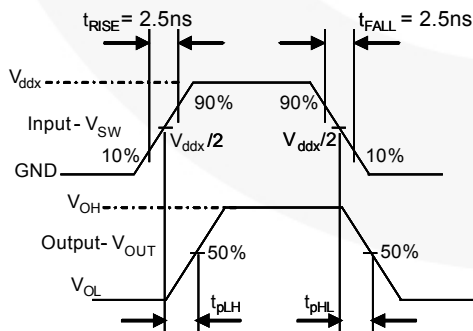 tRISE = 2.5ns
tFALL = 2.5ns
Vddx
90%
90%
Input - VSW
Vddx/2
Vddx/2
10%
10%
GND
VOH
Output - VOUT
50%
50%
VOL
tpLH
tpHL